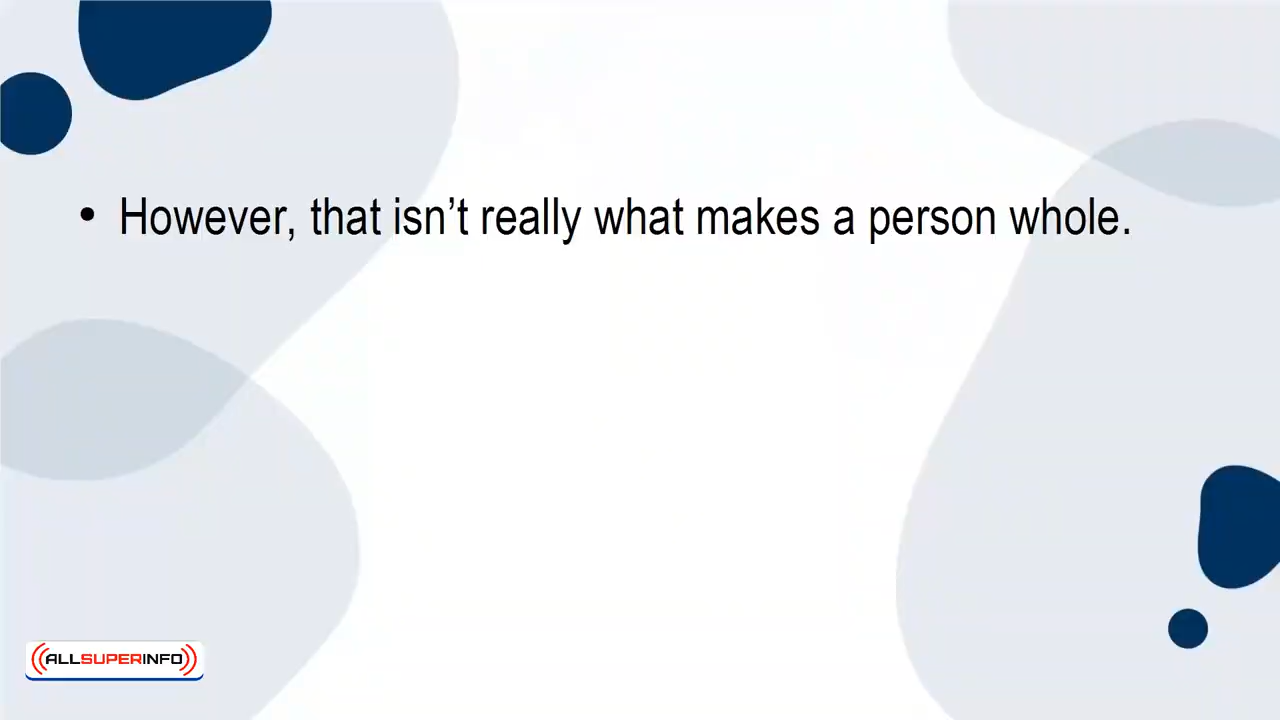 • However, that isn’t really what makes a person whole.
ALLSUPERINFO